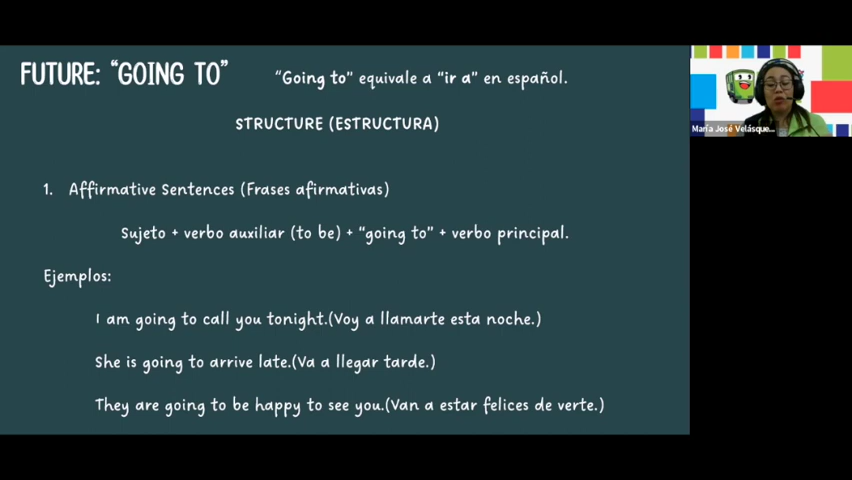 FUTURE: "GOING TO"
"Going to" equivale a "ir a" en español.
STRUCTURE (ESTRUCTURA)
1. Affirmative Sentences (Frases afirmativas)
Sujeto + verbo auxiliar (to be) + "going to" + verbo principal.
Ejemplos:
I am going to call you tonight.(Voy a llamarte esta noche.)
She is going to arrive late.(Va a llegar tarde.)
They are going to be happy to see you.(Van a estar felices de verte.)
María José Velásque...